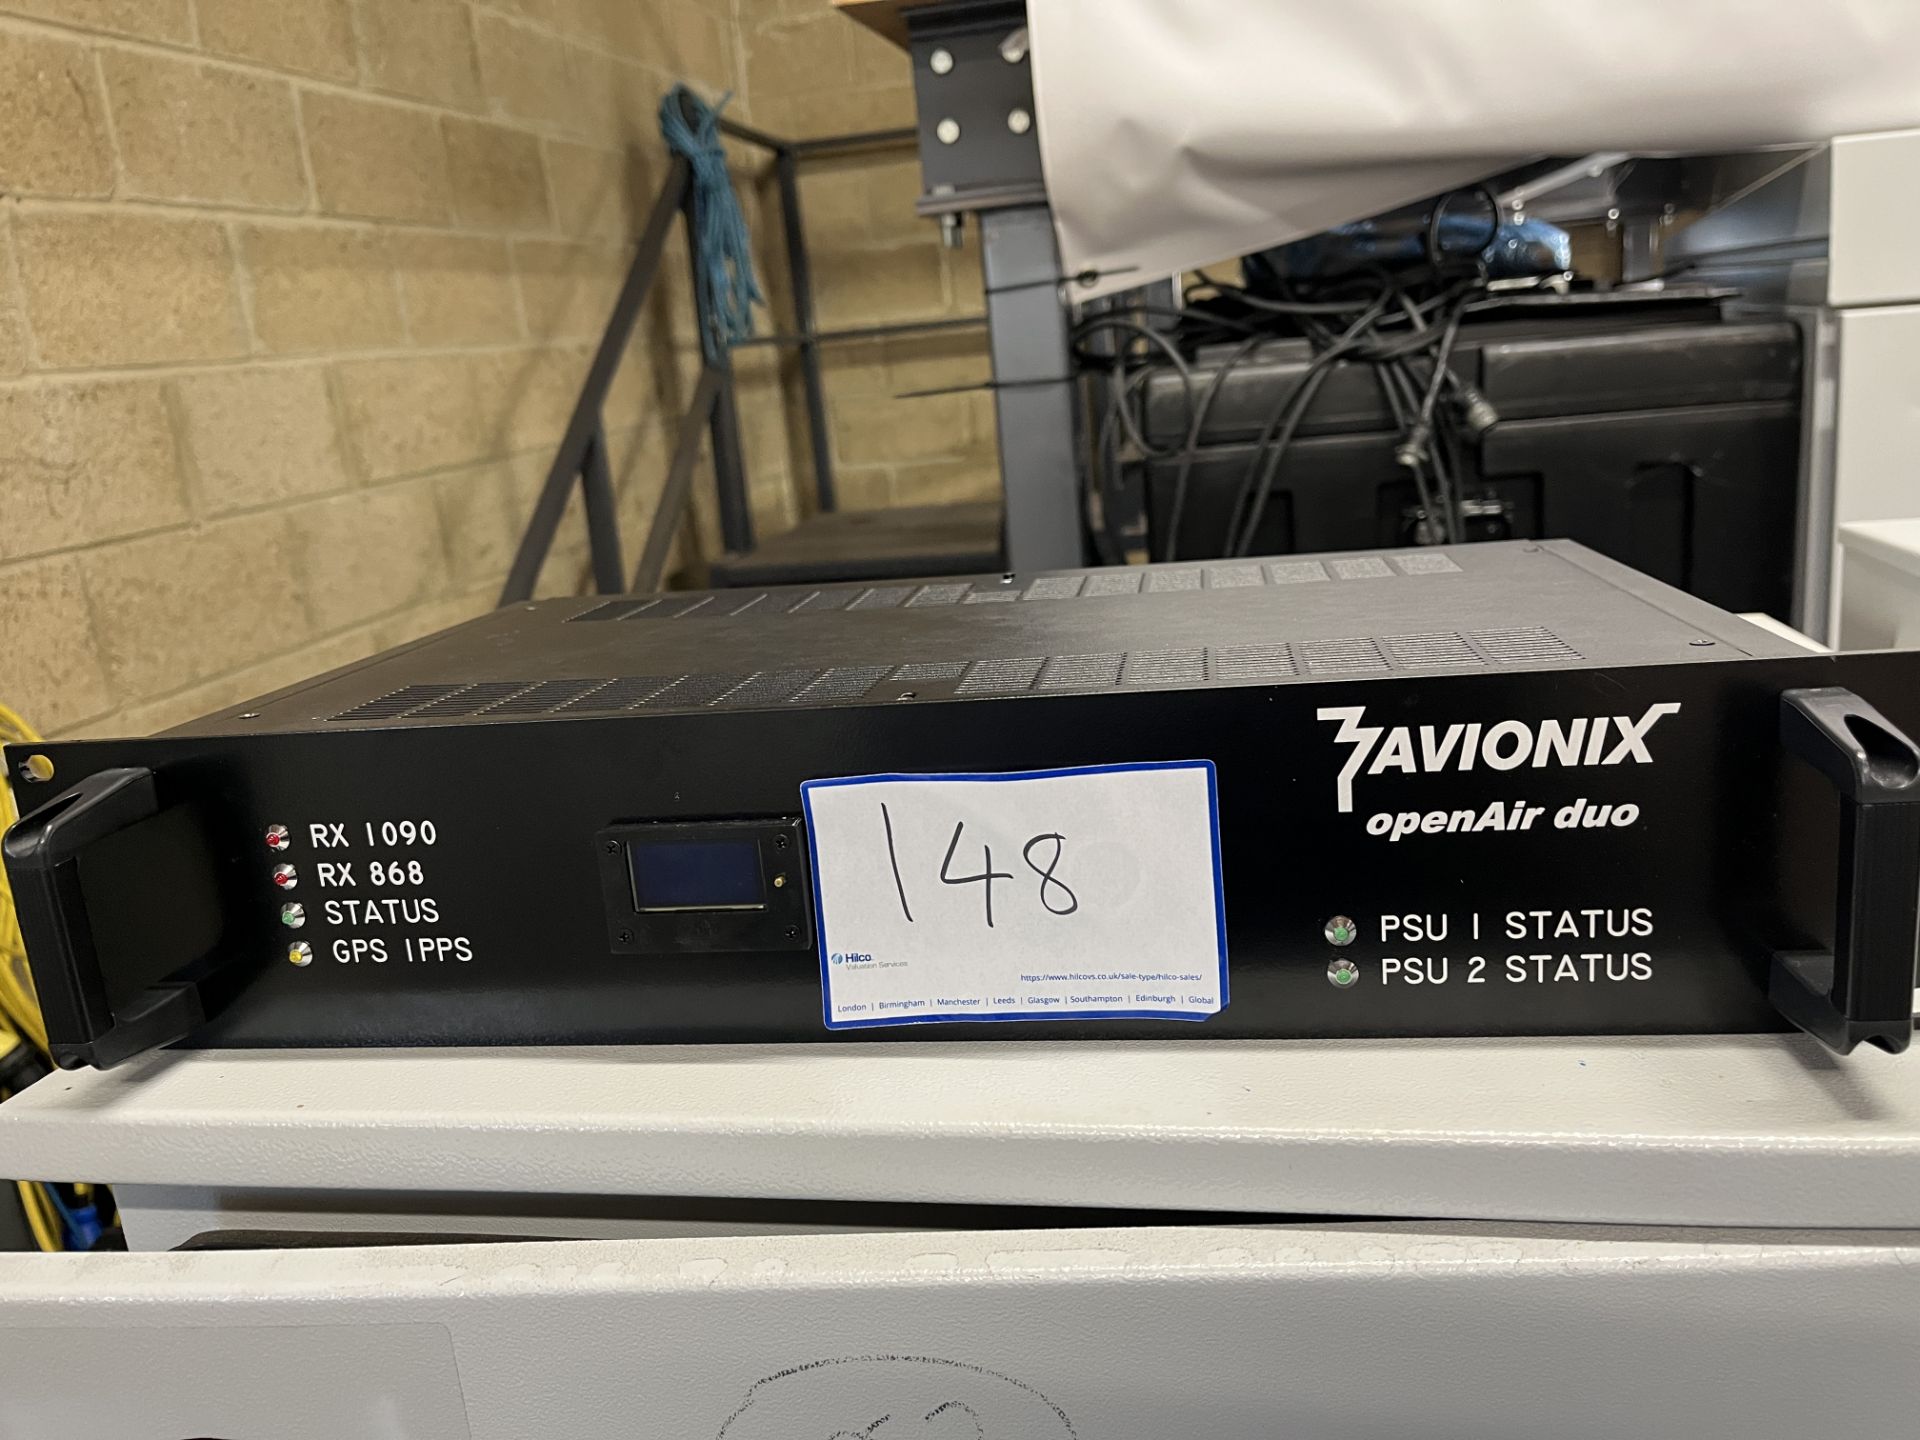 AVIONIX
openAir duo
RX 1090
RX 868
STATUS
GPS 1PPS
148
Hilco
Valuation Services
https://www.hilcovs.co.uk/sale-type/hilco-sales/
London | Birmingham | Manchester | Leeds | Glasgow | Southampton | Edinburgh | Global
PSU 1 STATUS
PSU 2 STATUS